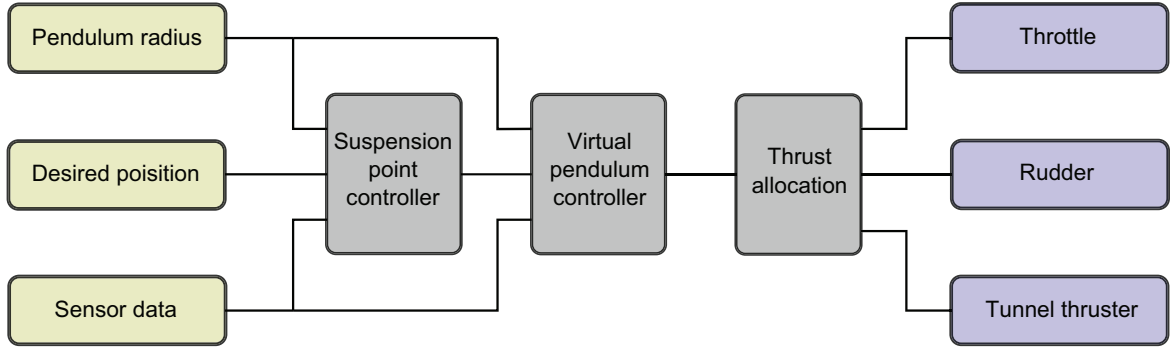 Pendulum radius
Throttle
Suspension
point
controller
Virtual
pendulum
controller
Thrust
allocation
Desired poisition
Rudder
Sensor data
Tunnel thruster